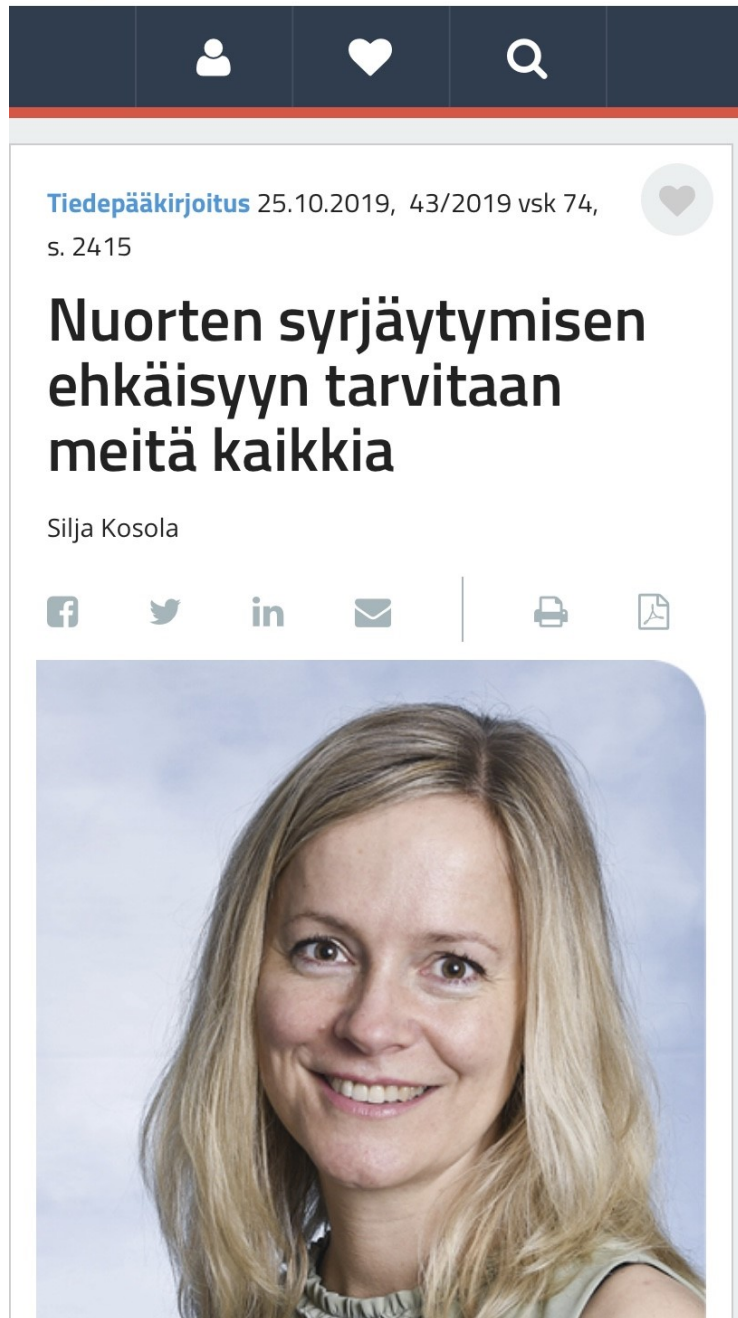 Tiedepääkirjoitus 25.10.2019, 43/2019 vsk 74,
s. 2415
Nuorten syrjäytymisen
ehkäisyyn tarvitaan
meitä kaikkia
Silja Kosola